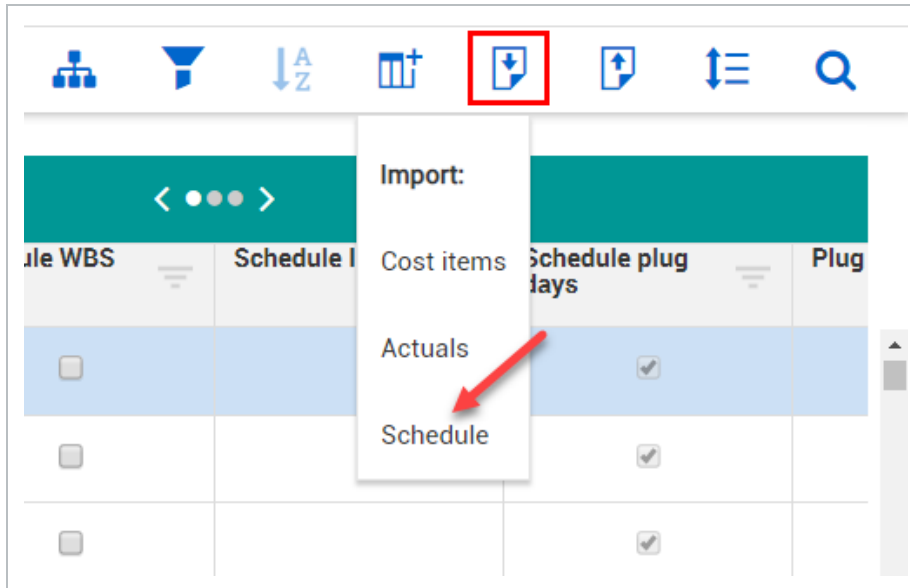 A
Z
Import:
ule WBS
Schedule I
Cost items
Schedule plug
days
Plug
Actuals
Schedule